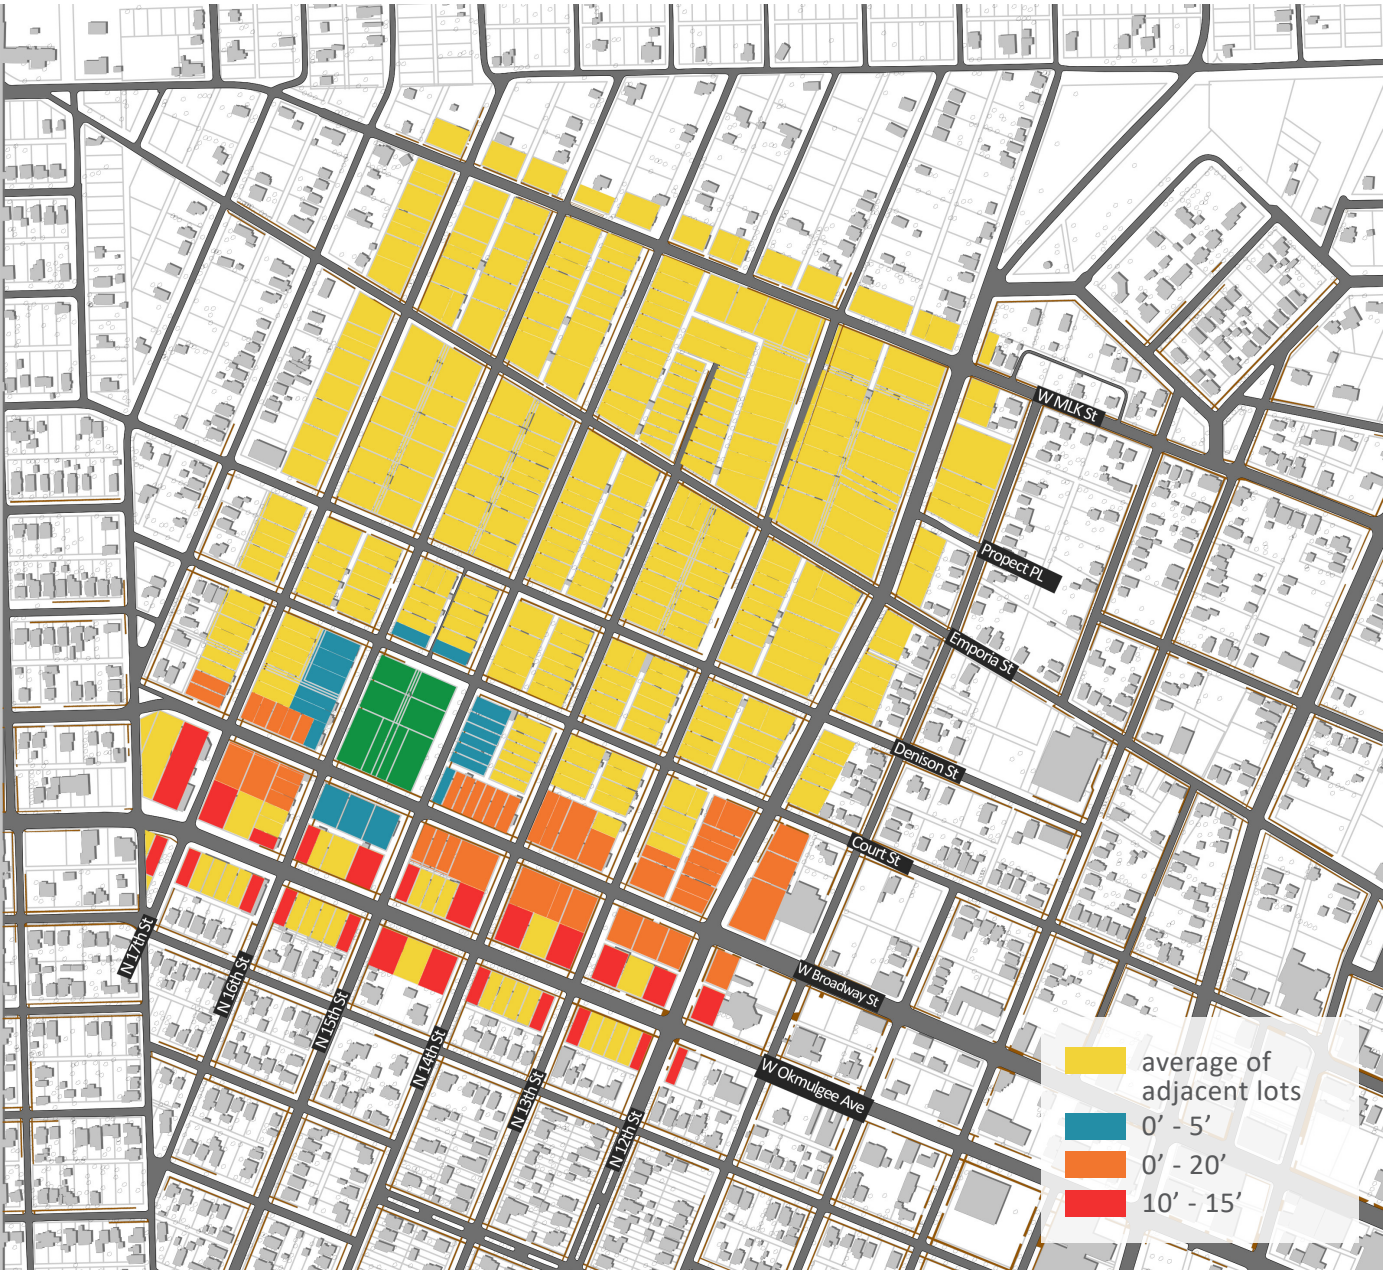 W MLK St
Propect PL
Emporia St
Denison St
Court St
W Broadway St
W Okmulgee Ave
N 17th St
N 16th St
N 15th St
N 14th St
N 13th St
N 12th St
average of
adjacent lots
0’ - 5’
0’ - 20’
10’ - 15’